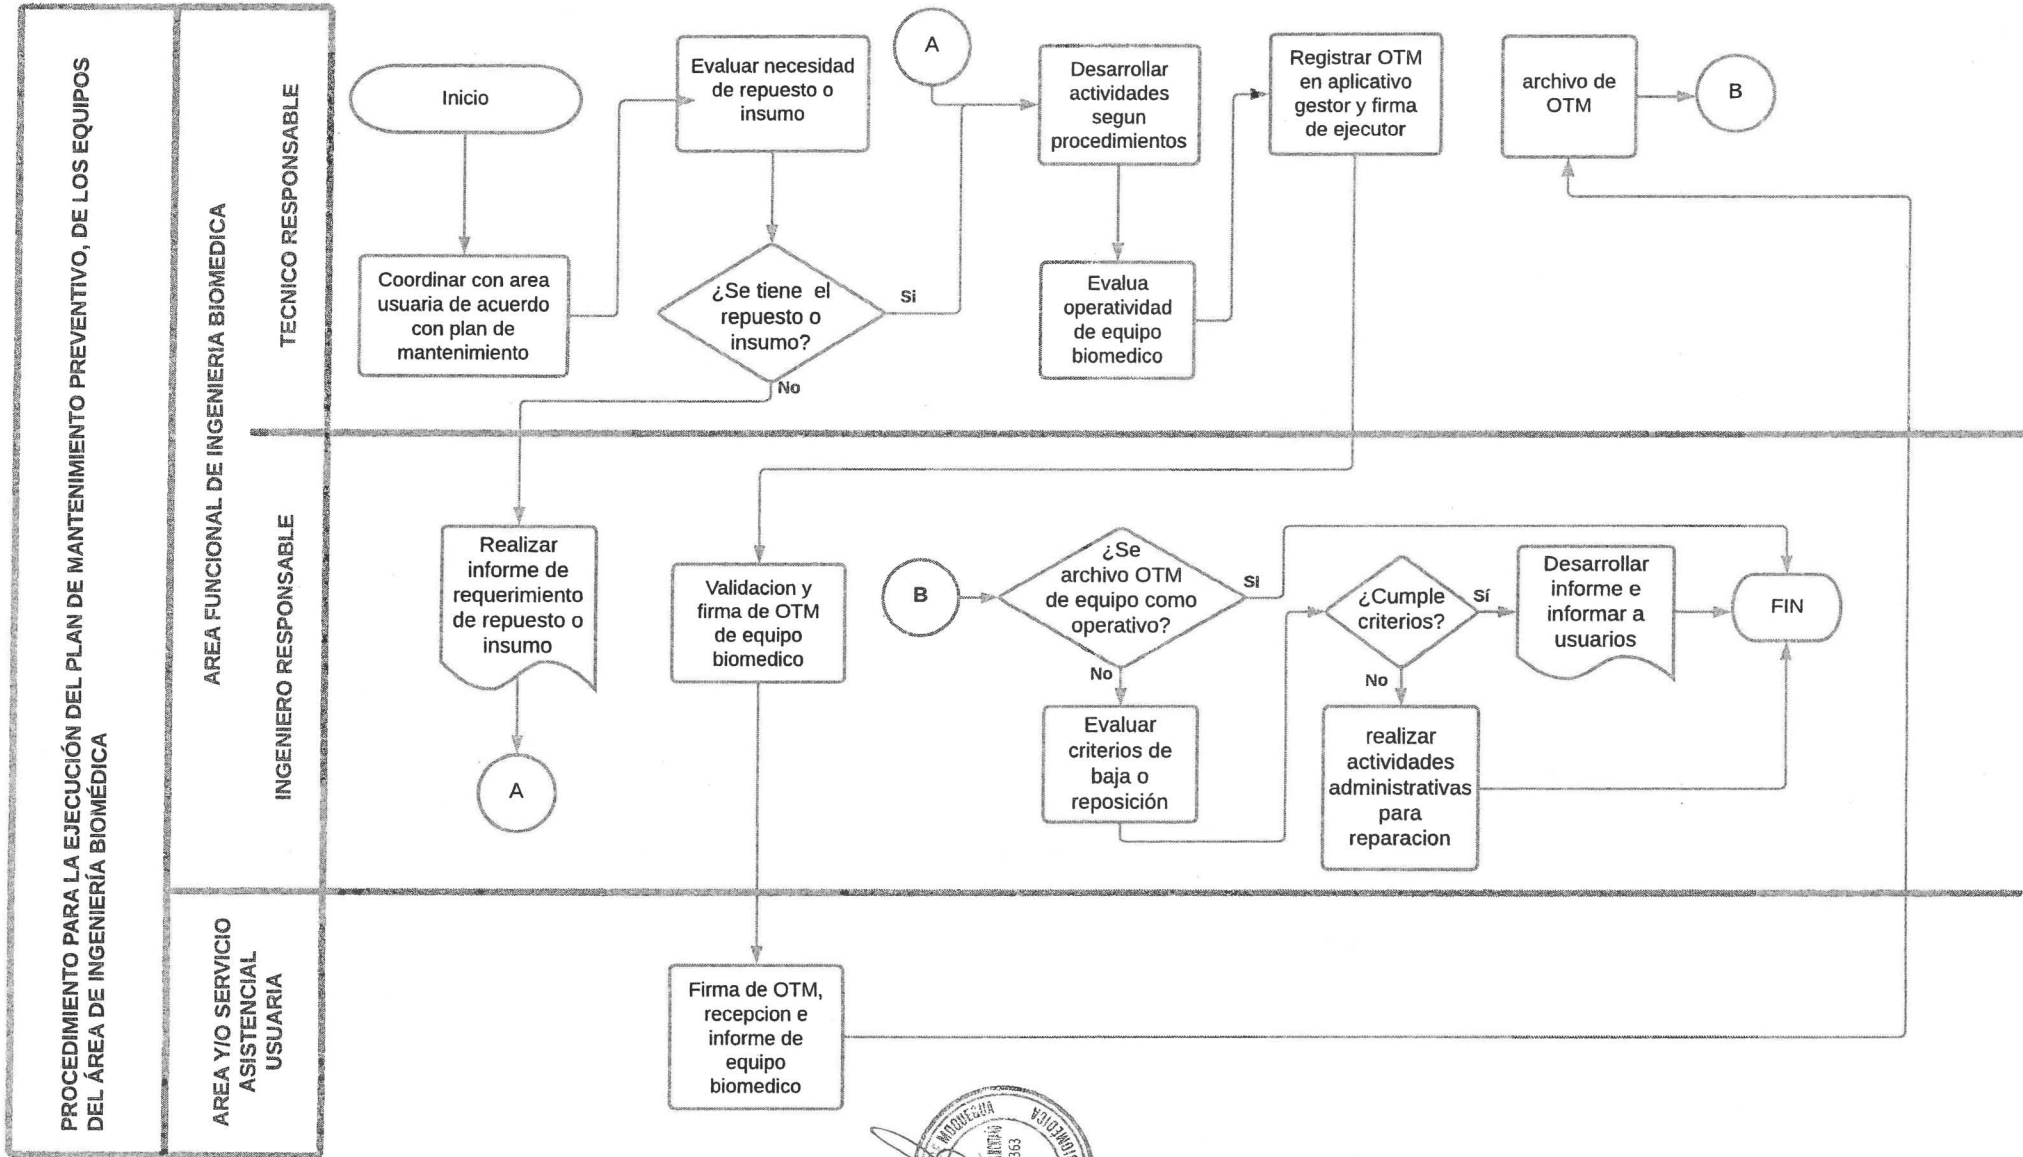 PROCEDIMIENTO PARA LA EJECUCIÓN DEL PLAN DE MANTENIMIENTO PREVENTIVO, DE LOS EQUIPOS
DEL ÁREA DE INGENIERÍA BIOMÉDICA
AREA FUNCIONAL DE INGENIERIA BIOMEDICA
TECNICO RESPONSABLE
Inicio
Coordinar con area
usuaria de acuerdo
con plan de
mantenimiento
Evaluar necesidad
de repuesto o
insumo
¿Se tiene el
repuesto o
insumo?
Si
No
A
Desarrollar
actividades
segun
procedimientos
Evalua
operatividad
de equipo
biomedico
Registrar OTM
en aplicativo
gestor y firma
de ejecutor
archivo de
OTM
B
INGENIERO RESPONSABLE
Realizar
informe de
requerimiento
de repuesto o
insumo
A
Validacion y
firma de OTM
de equipo
biomedico
B
¿Se
archivo OTM
de equipo como
operativo?
Si
No
Evaluar
criterios de
baja o
reposición
¿Cumple
criterios?
Sí
No
realizar
actividades
administrativas
para
reparacion
Desarrollar
informe e
informar a
usuarios
FIN
AREA Y/O SERVICIO
ASISTENCIAL
USUARIA
Firma de OTM,
recepcion e
informe de
equipo
biomedico
MOQUEGUA
363